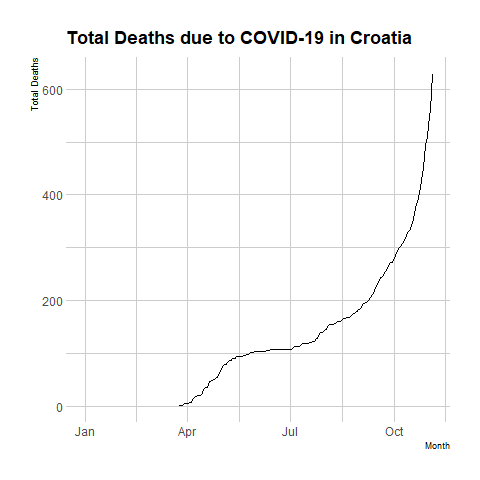 Total Deaths due to COVID-19 in Croatia
Total Deaths
600
400
200
0
Jan Apr Jul Oct
Month